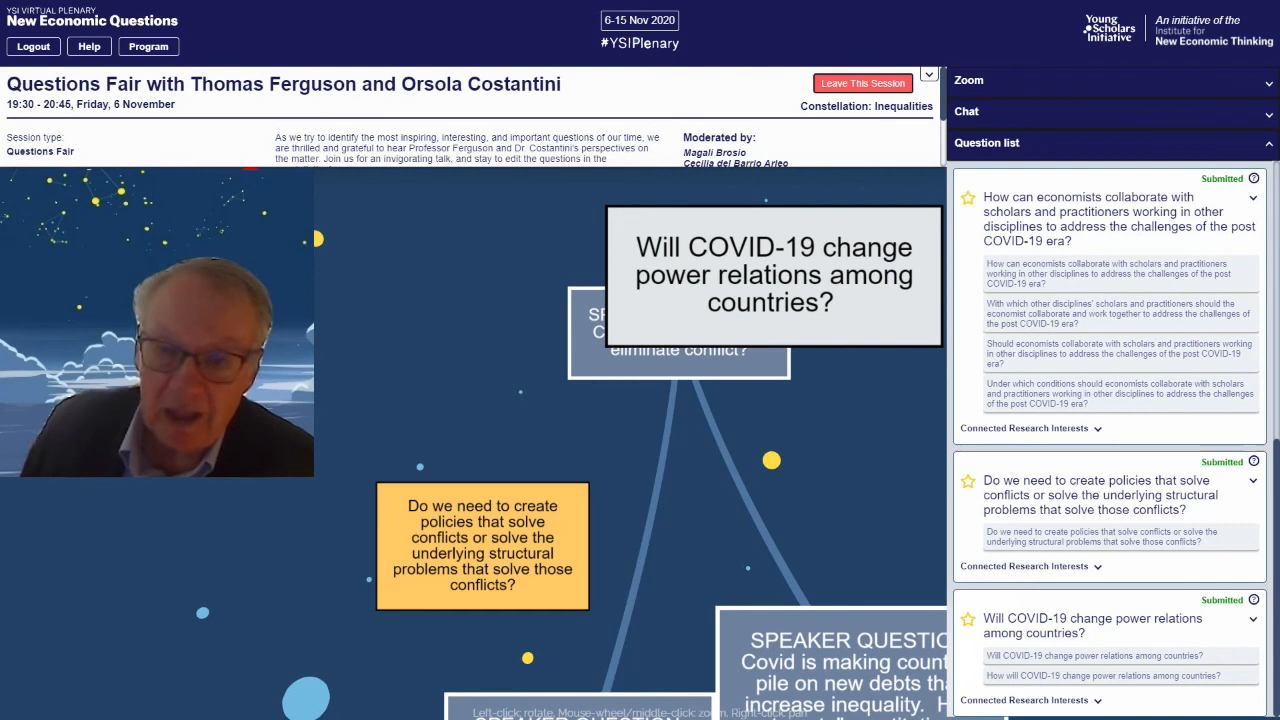 YSI VIRTUAL PLENARY
New Economic Questions
Logout
Help
Program
6-15 Nov 2020
#YSIPlenary
Young
Scholars
Initiative
An initiative of the
Institute for
New Economic Thinking
Questions Fair with Thomas Ferguson and Orsola Costantini
19:30 - 20:45, Friday, 6 November
Leave This Session
Constellation: Inequalities
Session type:
Questions Fair
As we try to identify the most inspiring, interesting, and important questions of our time, we
are thrilled and grateful to hear Professor Ferguson and Dr. Costantini's perspectives on
the matter. Join us for an invigorating talk, and stay to edit the questions in the
Moderated by:
Magali Brosio
Cecilia del Barrio Arleo
Will COVID-19 change
power relations among
countries?
eliminate conflict?
Do we need to create
policies that solve
conflicts or solve the
underlying structural
problems that solve those
conflicts?
SPEAKER QUESTIO
Covid is making count
pile on new debts tha
increase inequality. H
SPEAKER QUESTION
Left-click: rotate, Mouse-wheel/middle-click: zoom, Right-click: pan
Zoom
Chat
Question list
Submitted
How can economists collaborate with
scholars and practitioners working in other
disciplines to address the challenges of the post
COVID-19 era?
How can economists collaborate with scholars and practitioners
working in other disciplines to address the challenges of the post
COVID-19 era?
With which other disciplines' scholars and practitioners should the
economist collaborate and work together to address the challenges of
the post COVID-19 era?
Should economists collaborate with scholars and practitioners working
in other disciplines to address the challenges of the post COVID-19
era?
Under which conditions should economists collaborate with scholars
and practitioners working in other disciplines to address the challenges
of the post COVID-19 era?
Connected Research Interests
Submitted
Do we need to create policies that solve
conflicts or solve the underlying structural
problems that solve those conflicts?
Do we need to create policies that solve conflicts or solve the
underlying structural problems that solve those conflicts?
Connected Research Interests
Submitted
Will COVID-19 change power relations
among countries?
Will COVID-19 change power relations among countries?
How will COVID-19 change power relations among countries?
Connected Research Interests